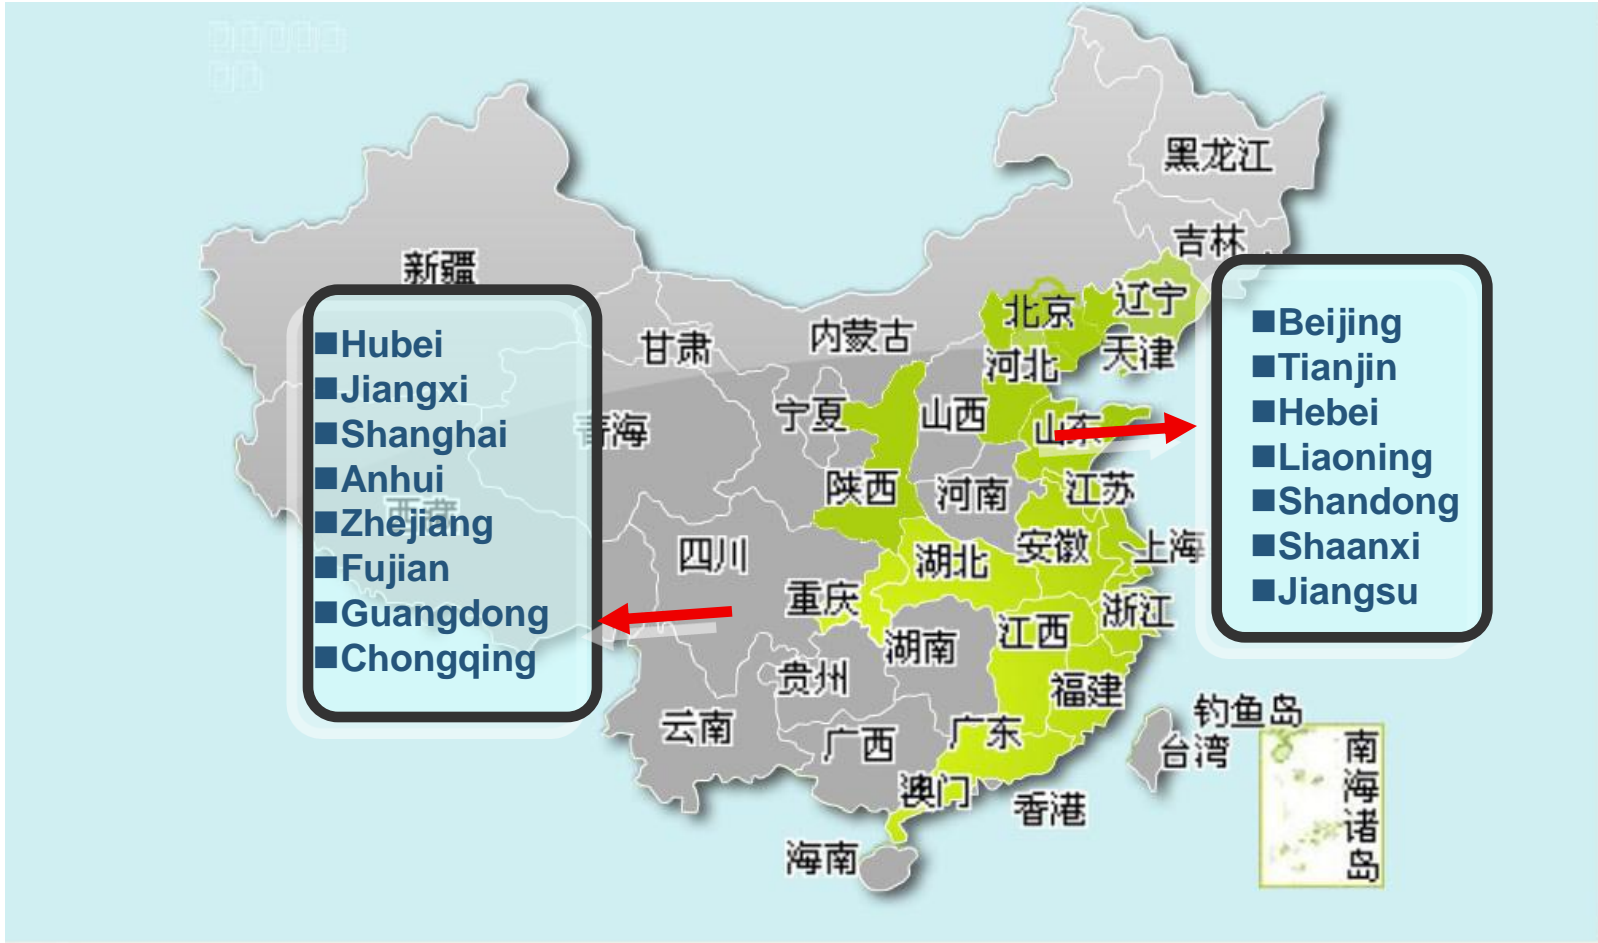 黑龙江
吉林
新疆
辽宁
北京
内蒙古
甘肃
天津
河北
宁夏
山西
山东
青海
陕西
河南
江苏
西藏
四川
湖北
安徽
上海
重庆
浙江
江西
湖南
贵州
福建
云南
广西
广东
钓鱼岛
台湾
澳门
香港
海南
南海诸岛
■Hubei
■Jiangxi
■Shanghai
■Anhui
■Zhejiang
■Fujian
■Guangdong
■Chongqing
■Beijing
■Tianjin
■Hebei
■Liaoning
■Shandong
■Shaanxi
■Jiangsu